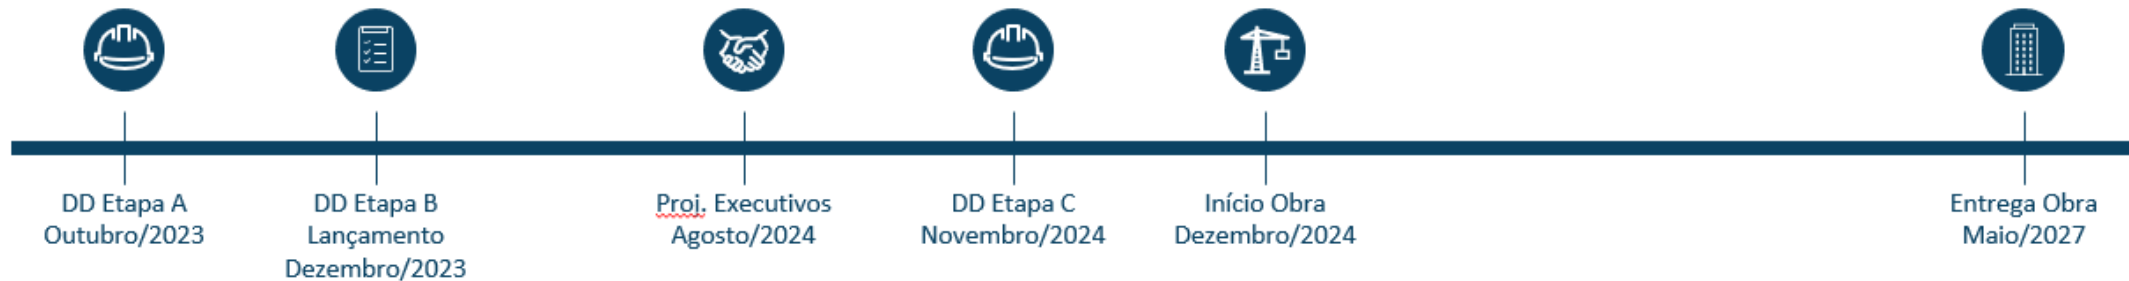 DD Etapa A
Outubro/2023
DD Etapa B
Lançamento
Dezembro/2023
Proj. Executivos
Agosto/2024
DD Etapa C
Novembro/2024
Início Obra
Dezembro/2024
Entrega Obra
Maio/2027